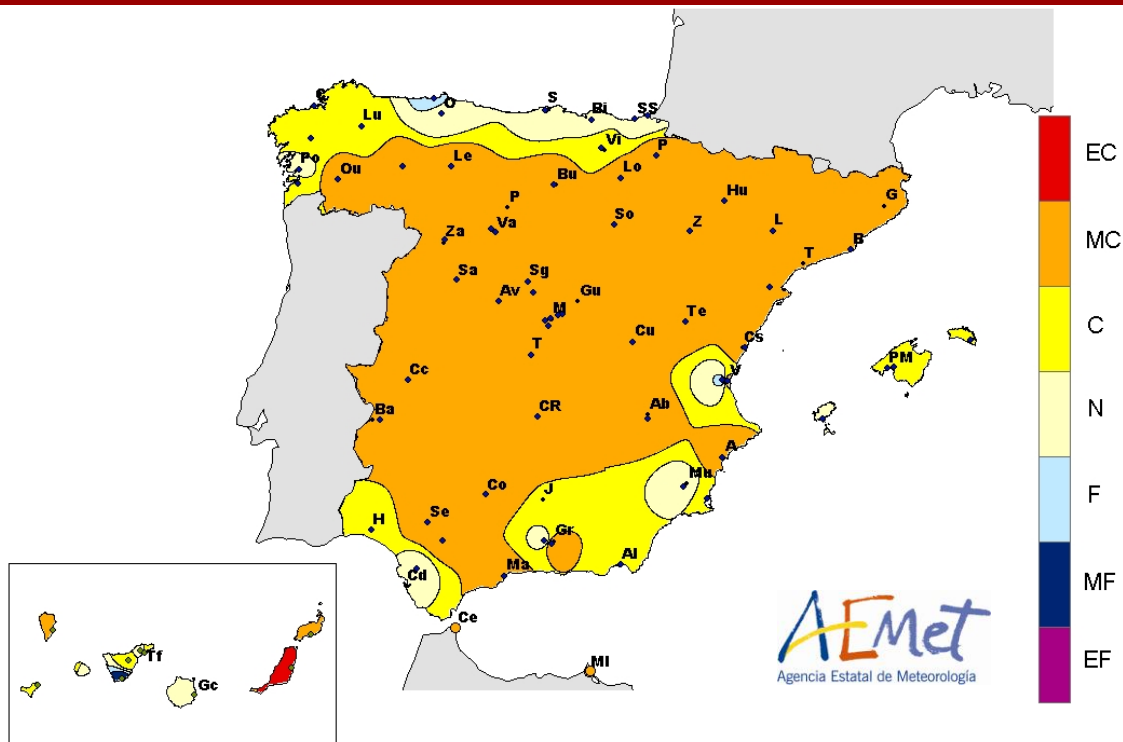 C
Lu
O
S
Bi
SS
Vi
P
Po
Ou
Le
Bu
Lo
Hu
G
P
Va
Za
So
Z
L
B
T
Sa
Sg
Av
Gu
M
Te
T
Cu
Cs
Cc
V
PM
Ba
CR
Ab
A
Co
J
Mu
H
Se
Gr
Al
Ma
Cd
Ce
Ml
Tf
Gc
EC
MC
C
N
F
MF
EF
AEMet
Agencia Estatal de Meteorología